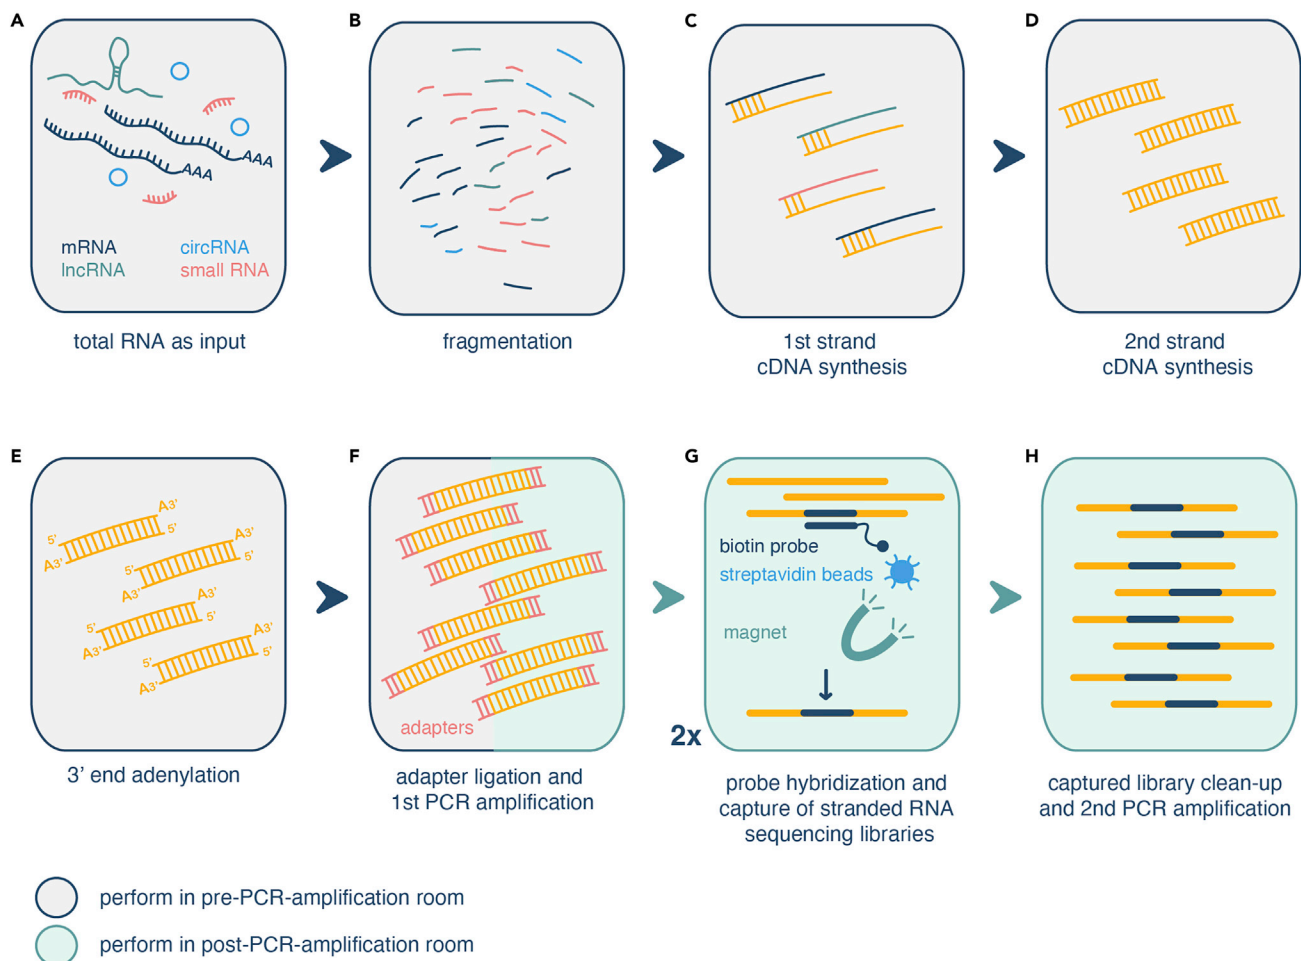 A
B
C
D
AAA
AAA
mRNA
circRNA
lncRNA
small RNA
total RNA as input
fragmentation
1st strand
cDNA synthesis
2nd strand
cDNA synthesis
E
F
G
H
A3'
5'
5'
A3'
A3'
5'
5'
A3'
A3'
5'
5'
A3'
A3'
5'
5'
A3'
adapters
biotin probe
streptavidin beads
magnet
2x
3' end adenylation
adapter ligation and
1st PCR amplification
probe hybridization and
capture of stranded RNA
sequencing libraries
captured library clean-up
and 2nd PCR amplification
perform in pre-PCR-amplification room
perform in post-PCR-amplification room